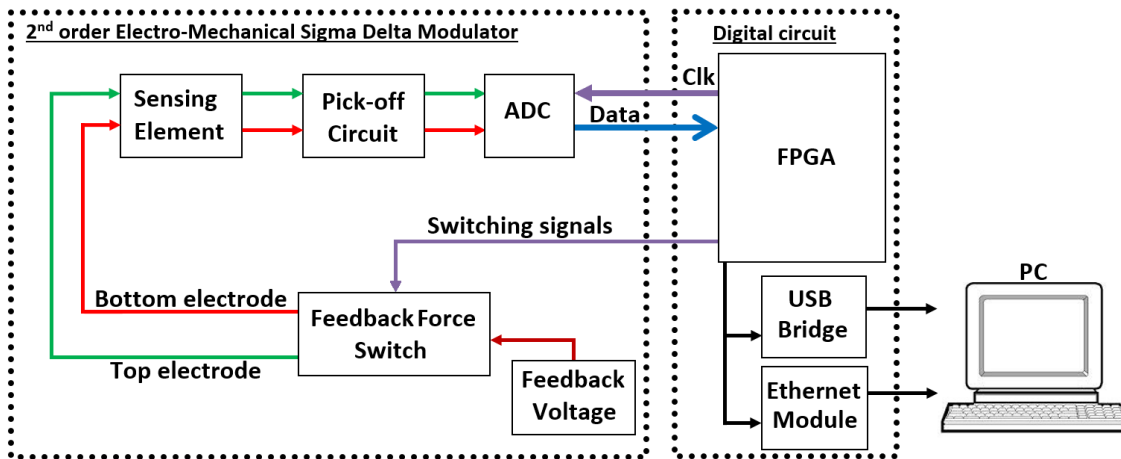 2nd order Electro-Mechanical Sigma Delta Modulator
Digital circuit
Sensing
Element
Pick-off
Circuit
ADC
Clk
Data
FPGA
Switching signals
Bottom electrode
Top electrode
Feedback Force
Switch
Feedback
Voltage
USB
Bridge
Ethernet
Module
PC